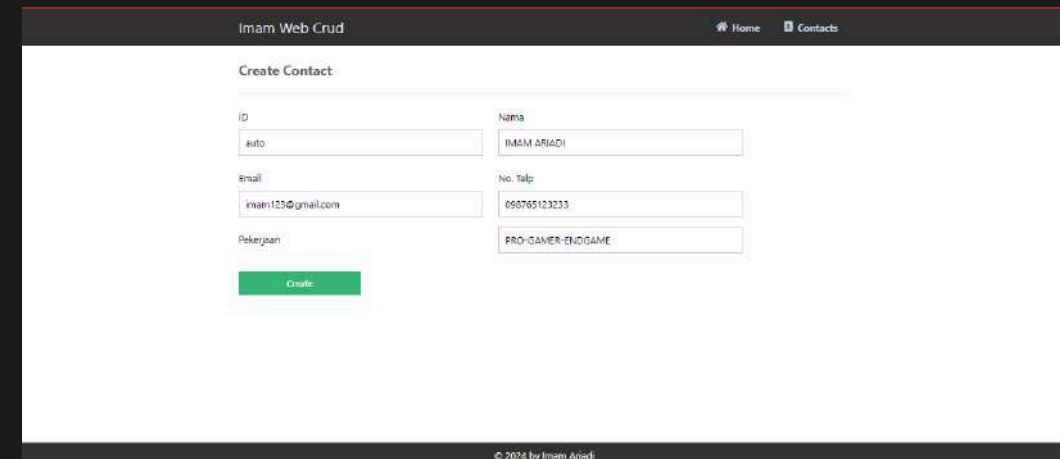 Imam Web Crud
Home Contacts
Create Contact
ID Nama
auto IMAM ARIADI
Email No. Telp
imam123@gmail.com 098765123233
Pekerjaan PRO-GAMER-ENDGAME
Create
© 2024 by Imam Ariadi